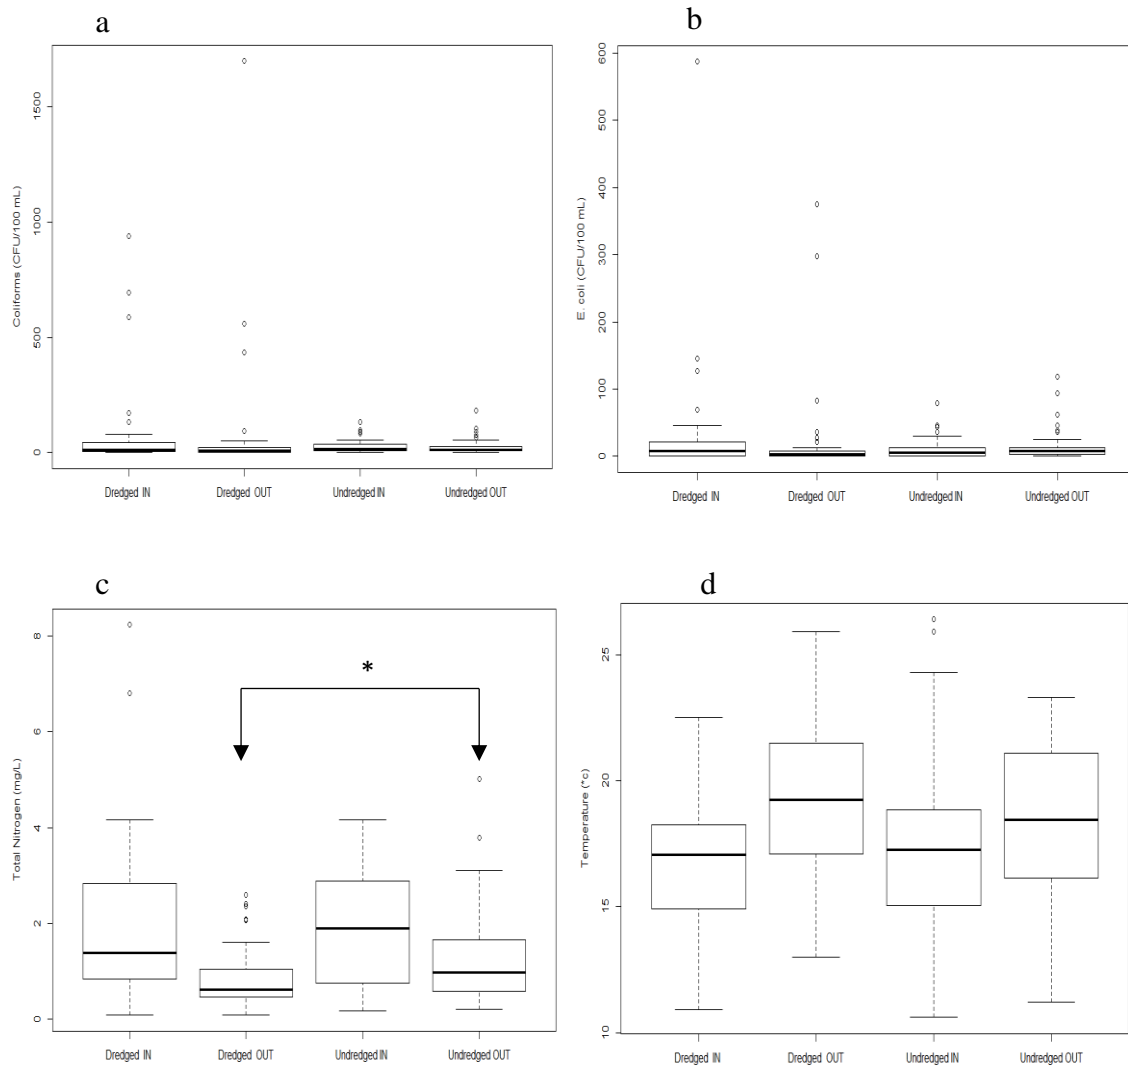 a
b
Coliforms (CFU/100 mL)
0
500
1000
1500
Dredged IN
Dredged OUT
Undredged IN
Undredged OUT
E. coli (CFU/100 mL)
0
100
200
300
400
500
600
Dredged IN
Dredged OUT
Undredged IN
Undredged OUT
c
d
Total Nitrogen (mg/L)
0
2
4
6
8
*
Dredged IN
Dredged OUT
Undredged IN
Undredged OUT
Temperature (*c)
10
15
20
25
Dredged IN
Dredged OUT
Undredged IN
Undredged OUT